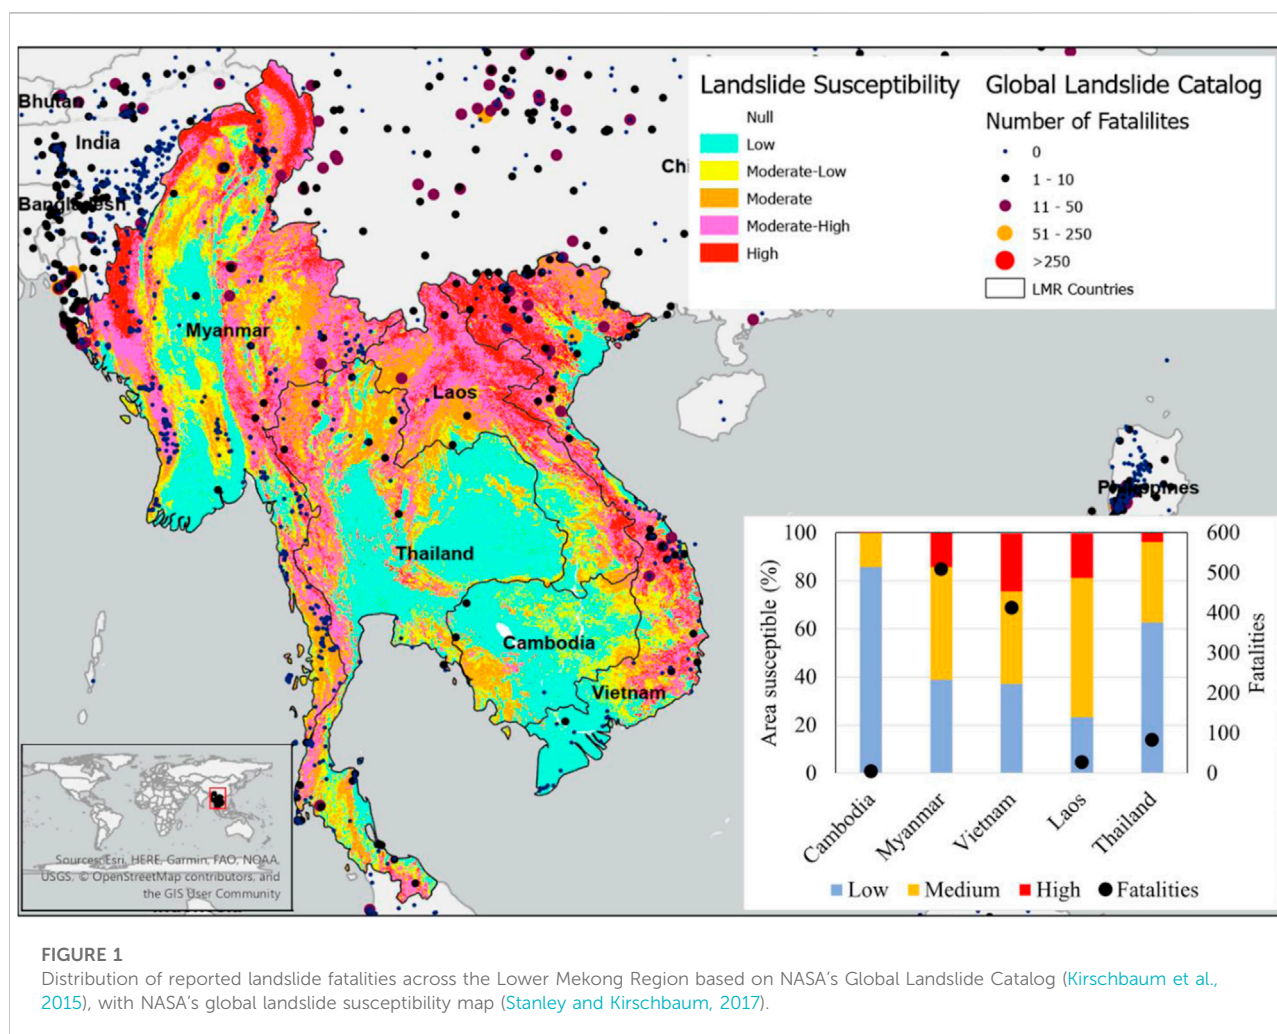 Landslide Susceptibility
Null
Low
Moderate-Low
Moderate
Moderate-High
High
Global Landslide Catalog
Number of Fatalilites
0
1 - 10
11 - 50
51 - 250
>250
LMR Countries
Bhutan
India
Bangladesh
Chi
Myanmar
Laos
Thailand
Cambodia
Vietnam
Philippines
Sources: Esri, HERE, Garmin, FAO, NOAA,
USGS, © OpenStreetMap contributors, and
the GIS User Community
Area susceptible (%)
100
80
60
40
20
0
600
500
400
300
200
100
0
Fatalities
Cambodia
Myanmar
Vietnam
Laos
Thailand
Low Medium High Fatalities
FIGURE 1
Distribution of reported landslide fatalities across the Lower Mekong Region based on NASA's Global Landslide Catalog (Kirschbaum et al.,
2015), with NASA's global landslide susceptibility map (Stanley and Kirschbaum, 2017).